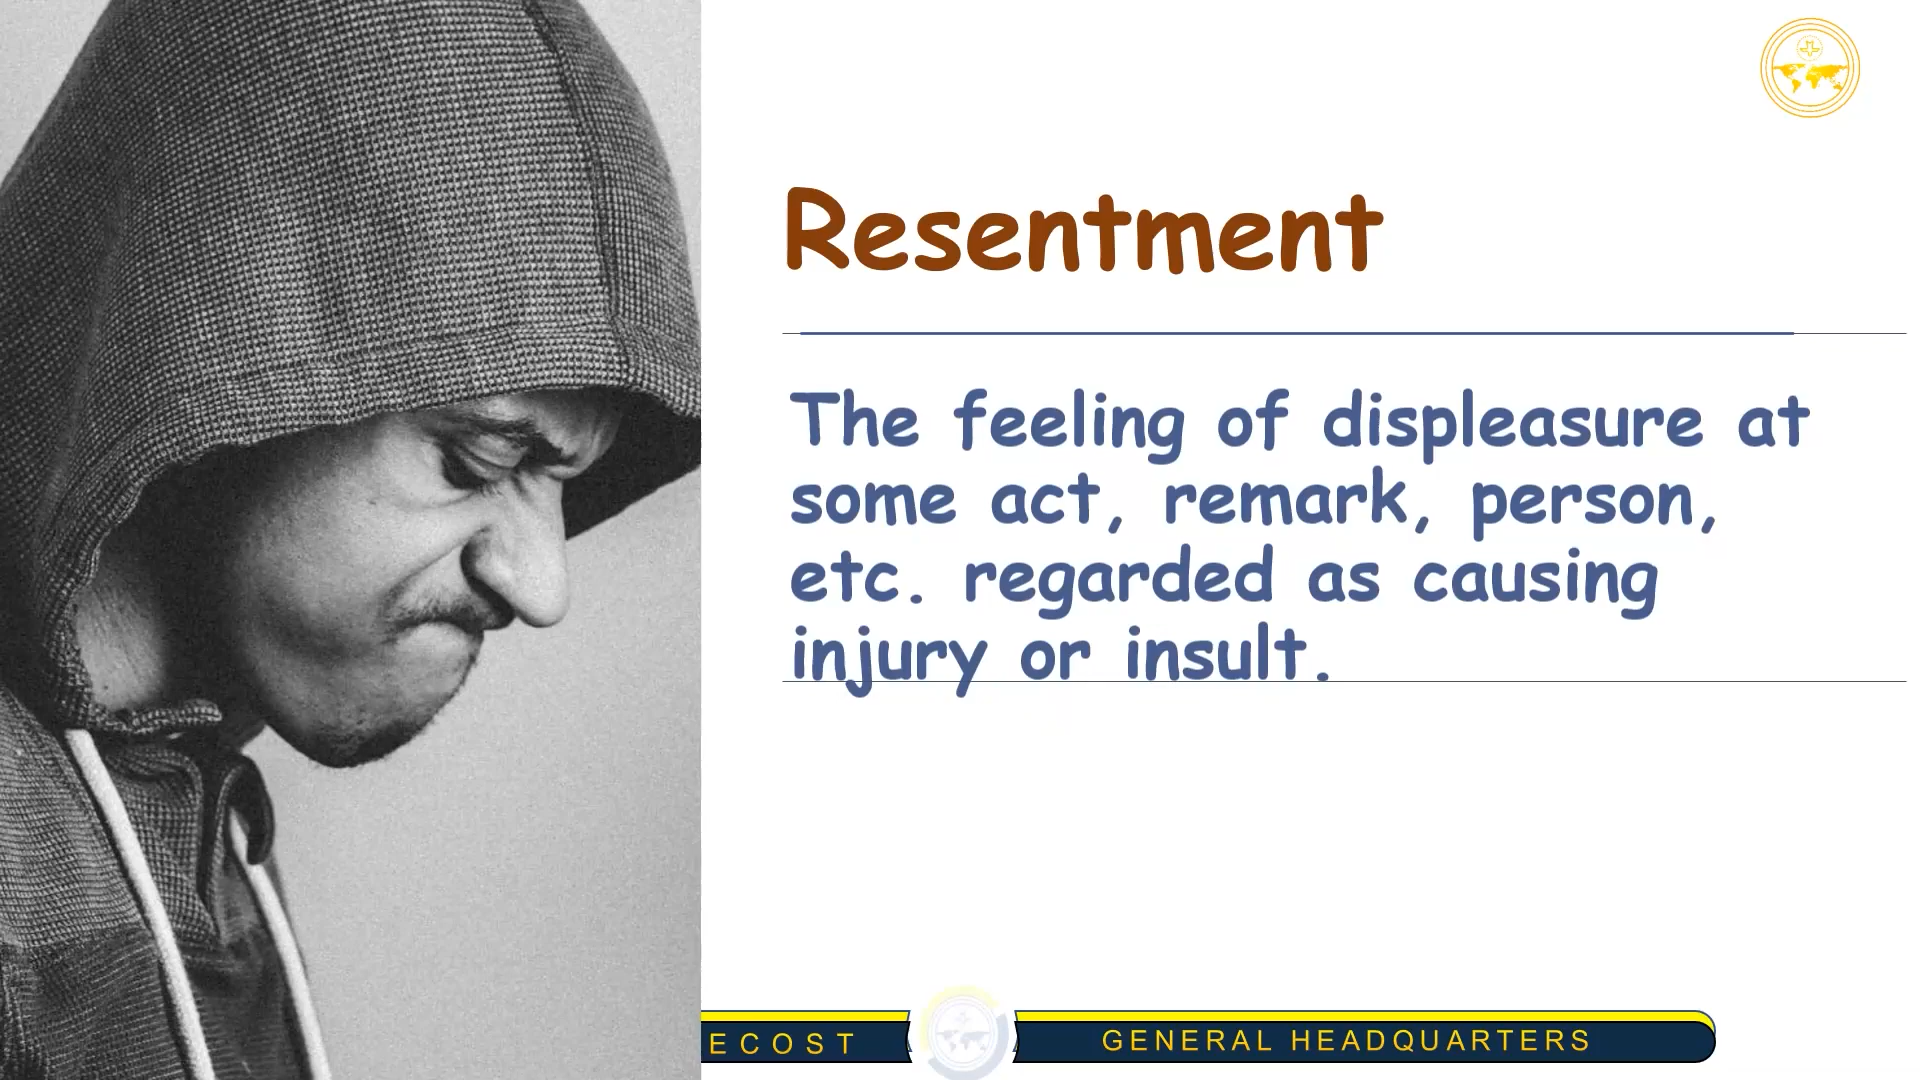 Resentment
The feeling of displeasure at
some act, remark, person,
etc. regarded as causing
injury or insult.
ECOST
GENERAL HEADQUARTERS